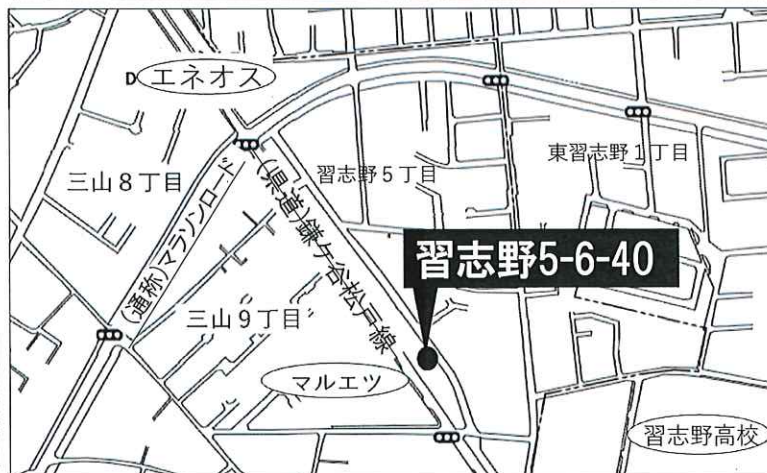 D
エネオス
三山8丁目
(通称)マラソンロード
(県道)鎌ケ谷松戸線
習志野5丁目
東習志野1丁目
習志野5-6-40
三山9丁目
マルエツ
習志野高校